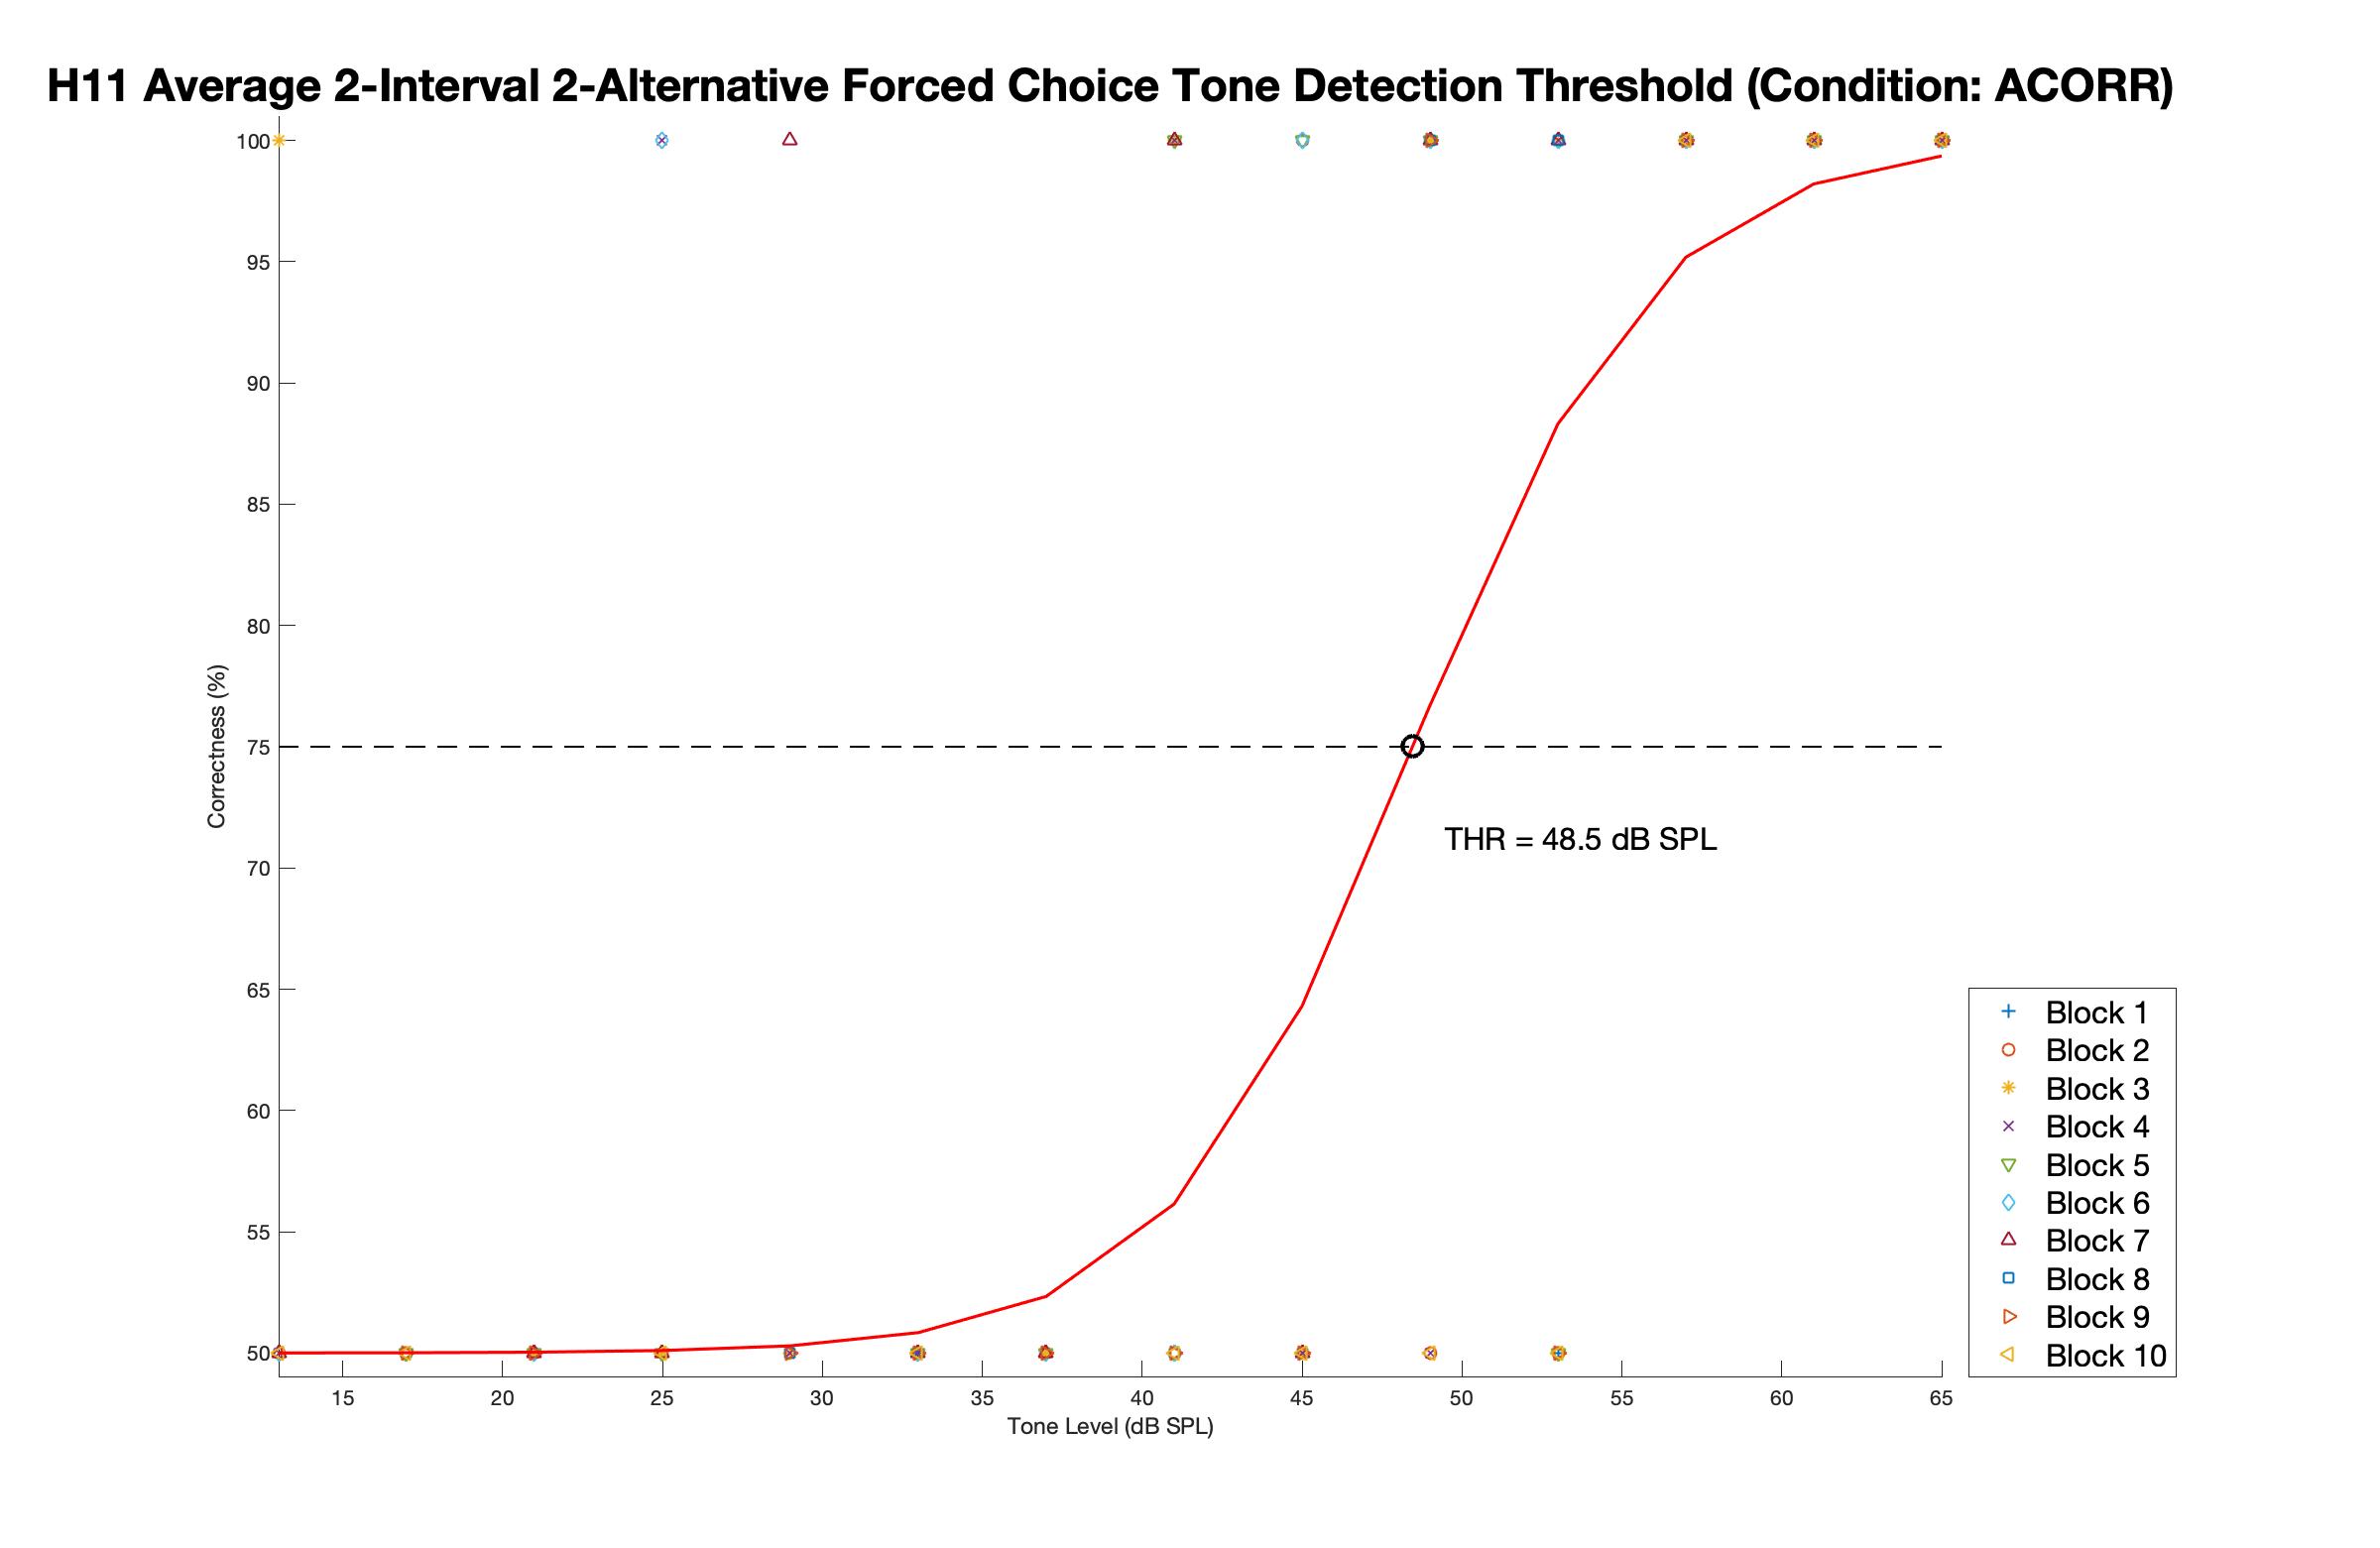 H11 Average 2-Interval 2-Alternative Forced Choice Tone Detection Threshold (Condition: ACORR)
100
95
90
85
80
75
70
65
60
55
50
Correctness (%)
THR = 48.5 dB SPL
15 20 25 30 35 40 45 50 55 60 65
Tone Level (dB SPL)
Block 1
Block 2
Block 3
Block 4
Block 5
Block 6
Block 7
Block 8
Block 9
Block 10